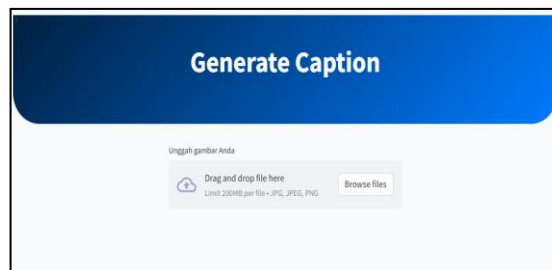 Generate Caption
Unggah gambar Anda
Drag and drop file here
Limit 200MB per file • JPG, JPEG, PNG
Browse files